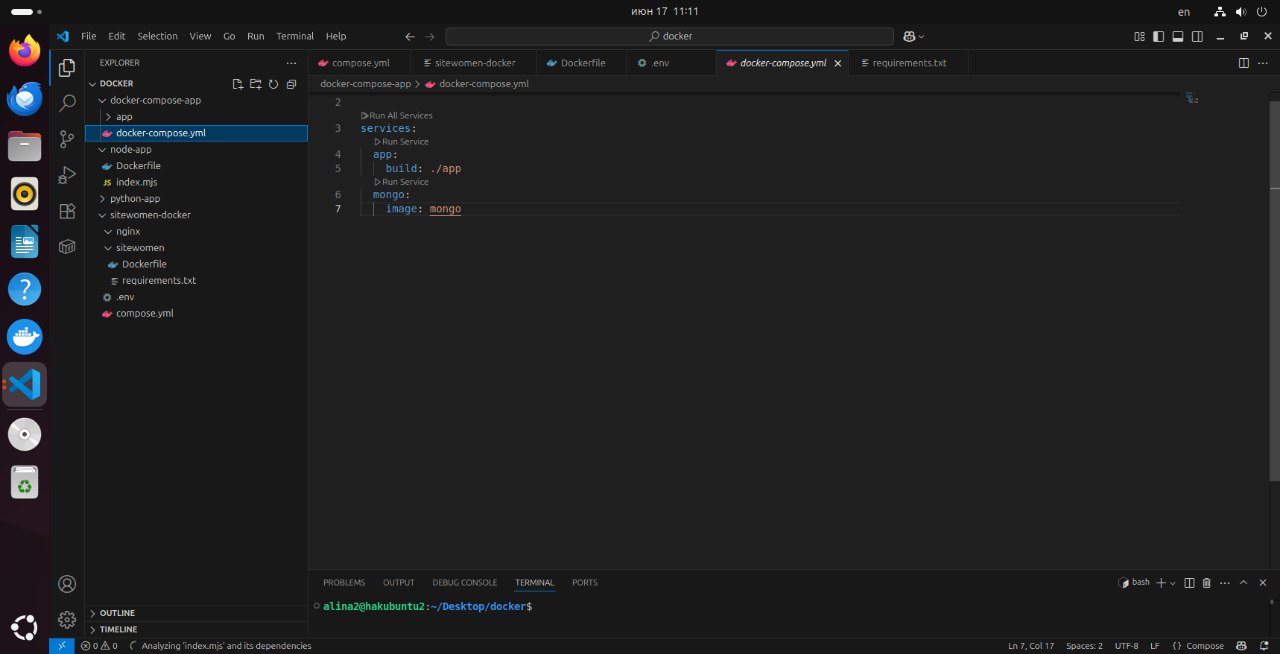 июн 17 11:11
en
File Edit Selection View Go Run Terminal Help
docker
EXPLORER
DOCKER
docker-compose-app
app
docker-compose.yml
node-app
Dockerfile
JS index.mjs
python-app
sitewomen-docker
nginx
sitewomen
Dockerfile
requirements.txt
.env
compose.yml
OUTLINE
TIMELINE
compose.yml sitewomen-docker Dockerfile .env docker-compose.yml requirements.txt
docker-compose-app > docker-compose.yml
2
Run All Services
3 services:
Run Service
4 app:
5 build: ./app
Run Service
6 mongo:
7 image: mongo
PROBLEMS OUTPUT DEBUG CONSOLE TERMINAL PORTS
bash
alina2@hakubuntu2:~/Desktop/docker$
0 0 Analyzing 'index.mjs' and its dependencies
Ln 7, Col 17 Spaces: 2 UTF-8 LF {} Compose